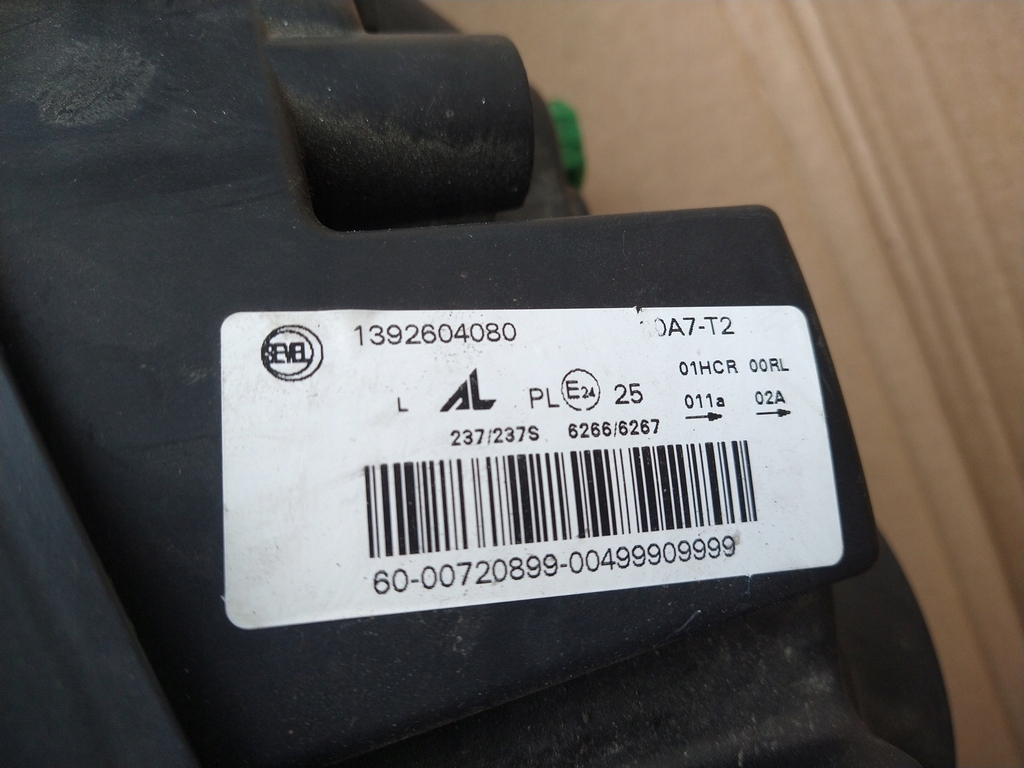 SEVEL 1392604080 0A7-T2
01HCR 00RL
L AL PL E24 25 011a 02A
237/237S 6266/6267
60-00720899-00499909999